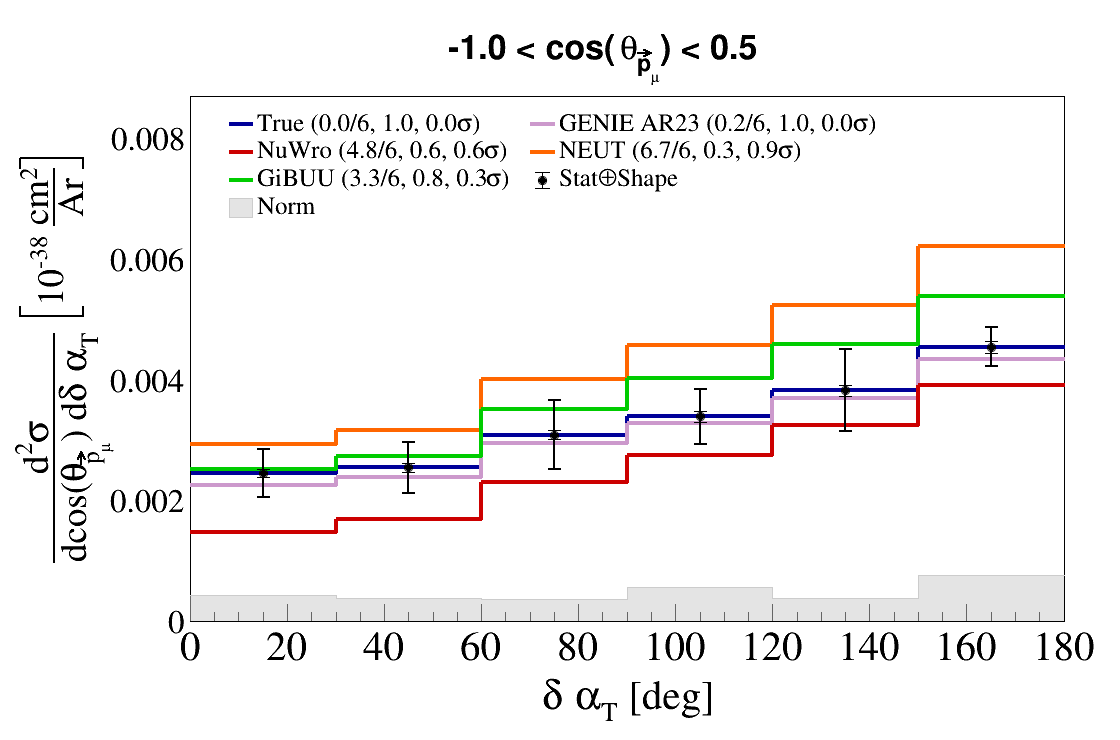 -1.0 < cos(θ_{\vec{p}_μ}) < 0.5
True (0.0/6, 1.0, 0.0σ)
GENIE AR23 (0.2/6, 1.0, 0.0σ)
NuWro (4.8/6, 0.6, 0.6σ)
NEUT (6.7/6, 0.3, 0.9σ)
GiBUU (3.3/6, 0.8, 0.3σ)
Stat⊕Shape
Norm
d²σ
dcos(θ_{\vec{p}_μ}) dδ α_T
[10⁻³⁸ cm²/Ar]
0.008
0.006
0.004
0.002
0
0 20 40 60 80 100 120 140 160 180
δ α_T [deg]